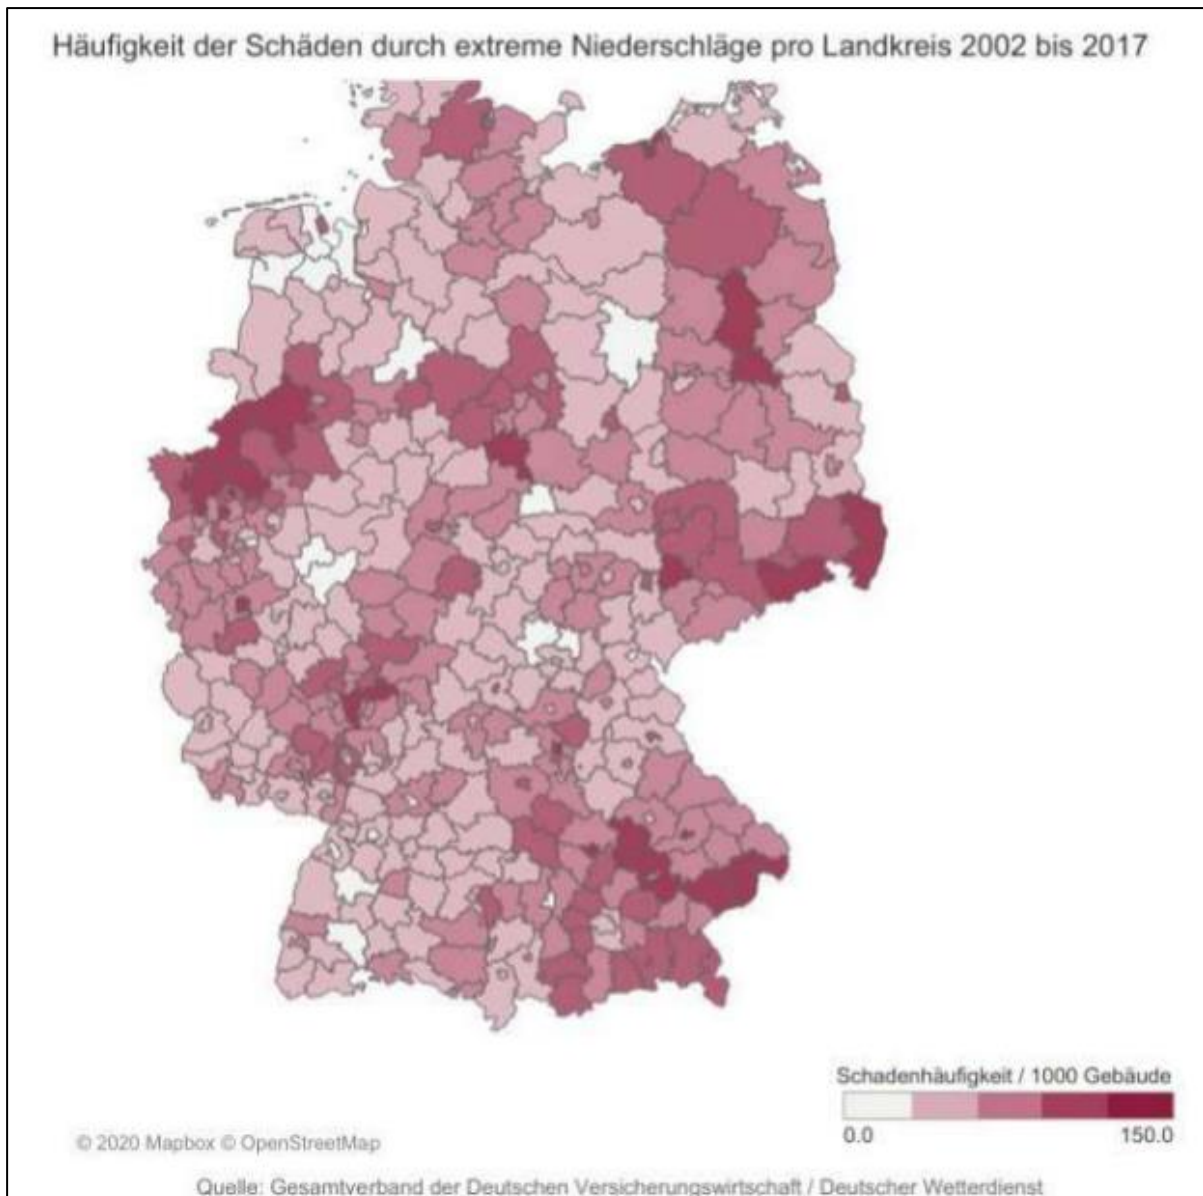 Häufigkeit der Schäden durch extreme Niederschläge pro Landkreis 2002 bis 2017
Schadenhäufigkeit / 1000 Gebäude
0.0 150.0
© 2020 Mapbox © OpenStreetMap
Quelle: Gesamtverband der Deutschen Versicherungswirtschaft / Deutscher Wetterdienst